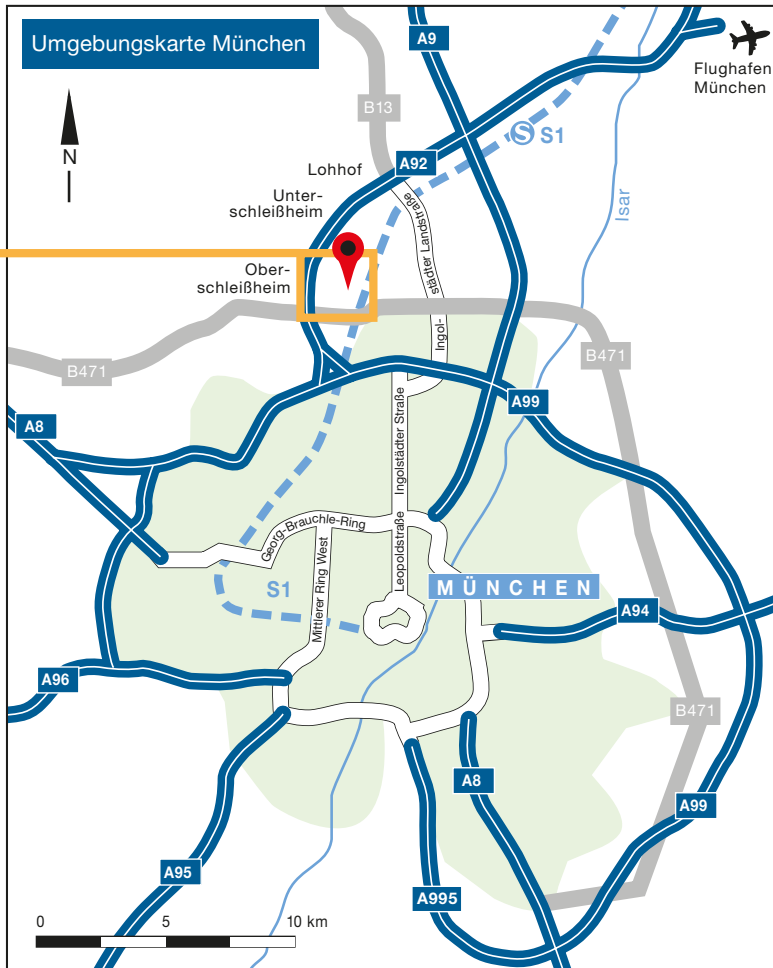 Umgebungskarte München
A9
Flughafen
München
B13
N
S S1
A92
Lohhof
Unter-
schleißheim
Isar
Ober-
schleißheim
Ingol-
städter Landstraße
B471
B471
A8
A99
Ingolstädter Straße
Georg-Brauchle-Ring
Leopoldstraße
Mittlerer Ring West
S1
MÜNCHEN
A94
A96
B471
A8
A99
A95
A995
0 5 10 km